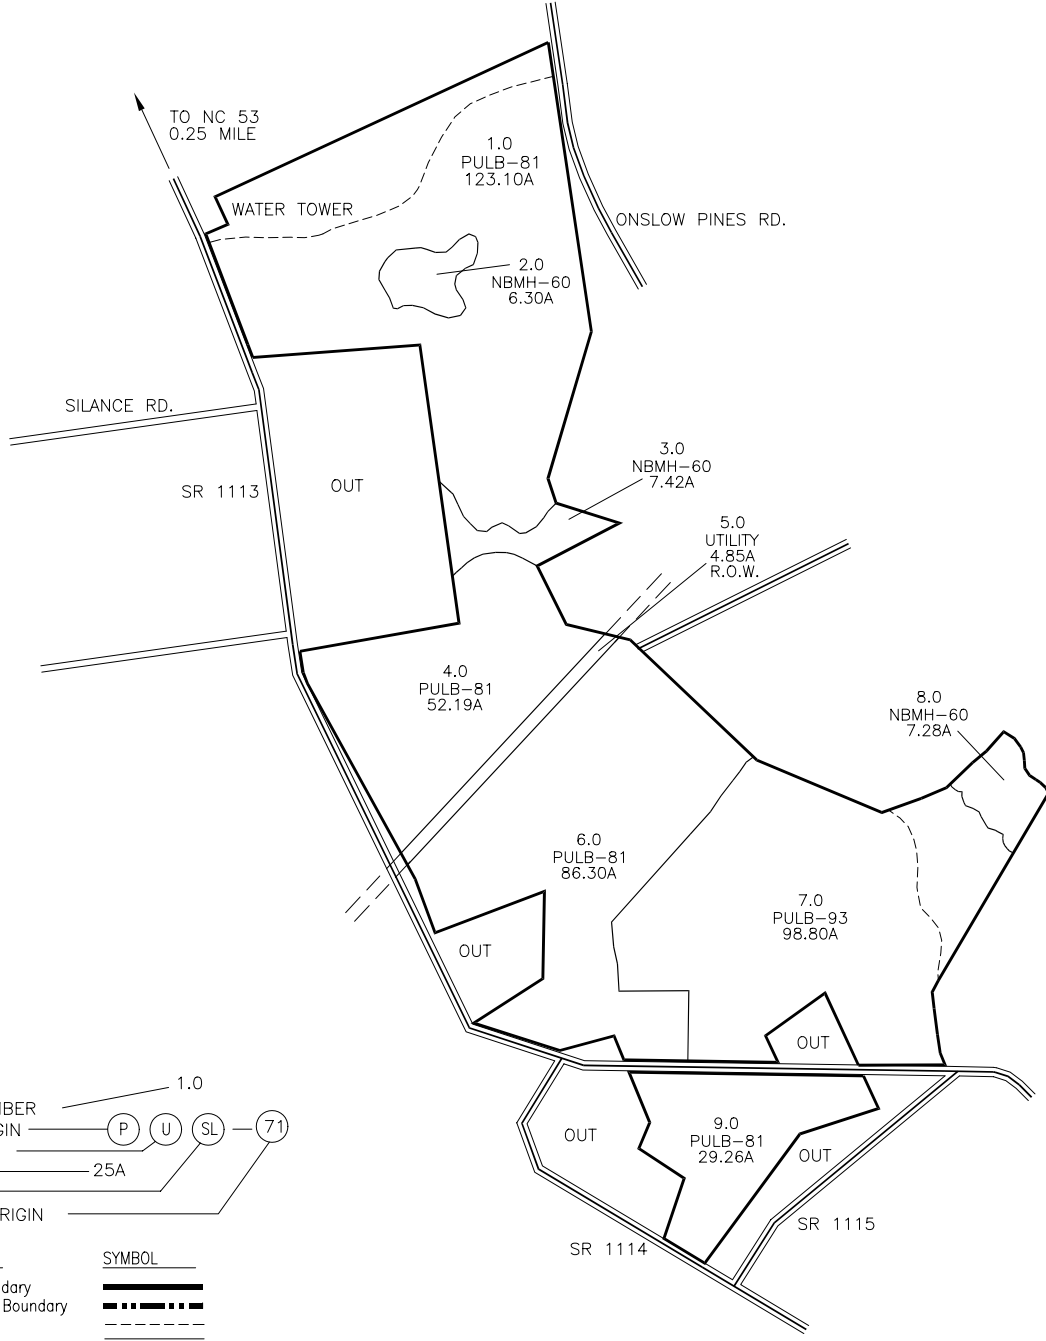 TO NC 53
0.25 MILE
1.0
PULB-81
123.10A
WATER TOWER
ONSLOW PINES RD.
2.0
NBMH-60
6.30A
SILANCE RD.
SR 1113
OUT
3.0
NBMH-60
7.42A
5.0
UTILITY
4.85A
R.O.W.
4.0
PULB-81
52.19A
8.0
NBMH-60
7.28A
6.0
PULB-81
86.30A
7.0
PULB-93
98.80A
OUT
OUT
OUT
9.0
PULB-81
29.26A
OUT
SR 1115
SR 1114
1.0
P U SL 71
25A
SYMBOL
Boundary